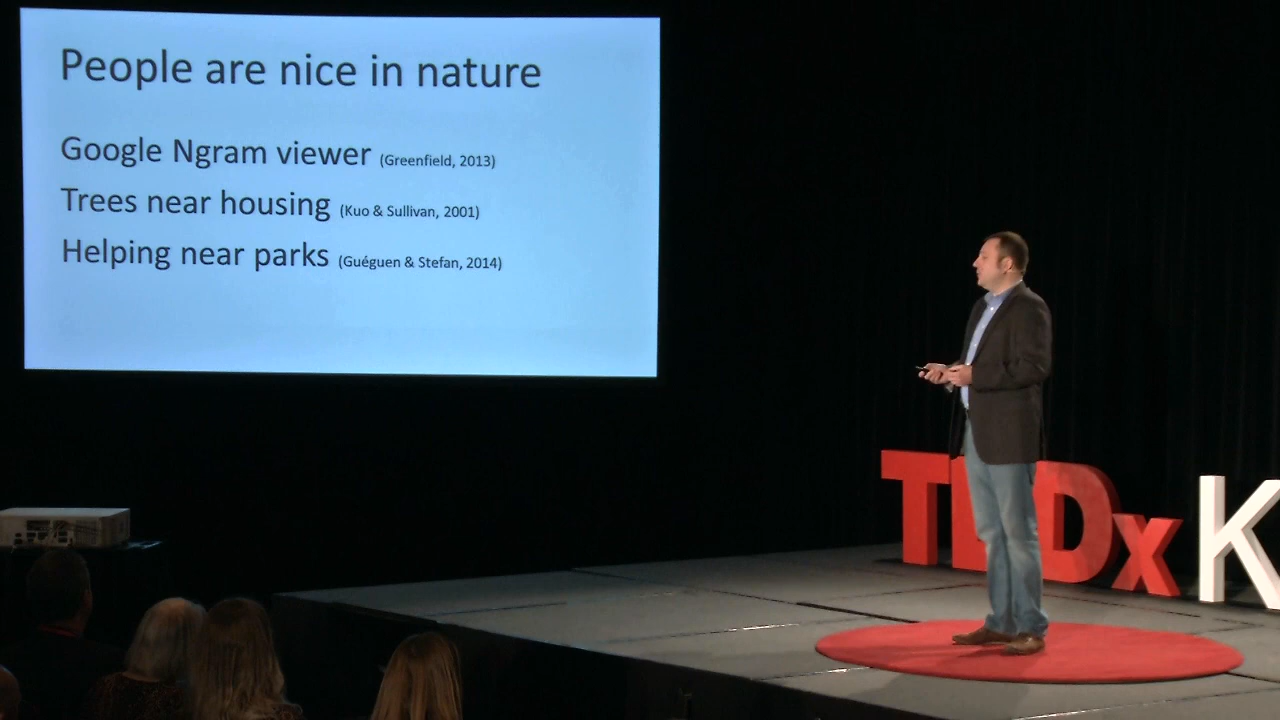 People are nice in nature
Google Ngram viewer (Greenfield, 2013)
Trees near housing (Kuo & Sullivan, 2001)
Helping near parks (Guéguen & Stefan, 2014)
TEDxK